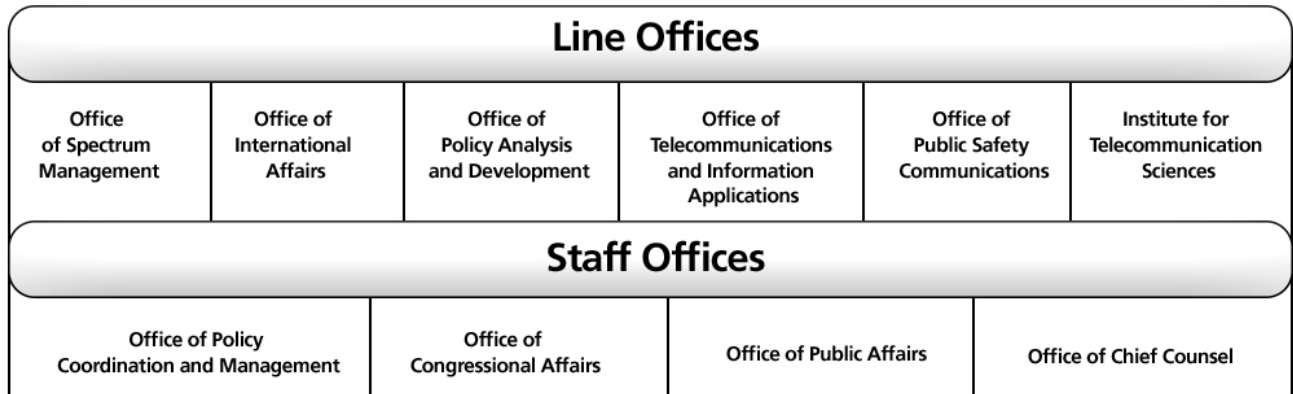 Line Offices
Office
of Spectrum
Management
Office of
International
Affairs
Office of
Policy Analysis
and Development
Office of
Telecommunications
and Information
Applications
Office of
Public Safety
Communications
Institute for
Telecommunication
Sciences
Staff Offices
Office of Policy
Coordination and Management
Office of
Congressional Affairs
Office of Public Affairs
Office of Chief Counsel